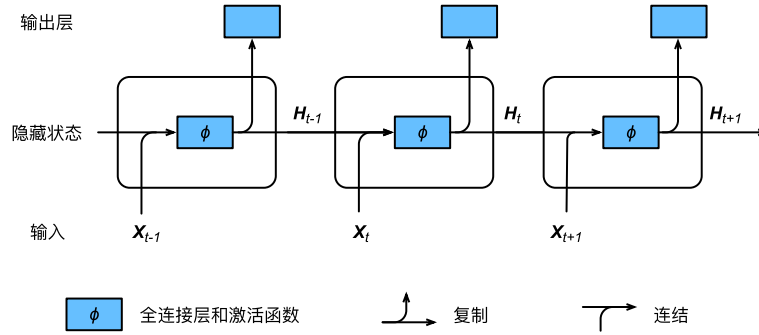 输出层
隐藏状态 ϕ H_{t-1} ϕ H_t ϕ H_{t+1}
输入 X_{t-1} X_t X_{t+1}
ϕ 全连接层和激活函数 复制 连结